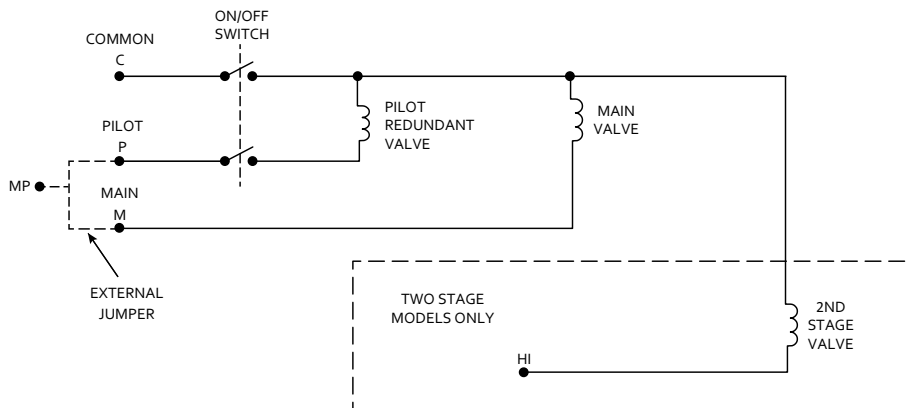 ON/OFF
SWITCH
COMMON
C
PILOT
REDUNDANT
VALVE
MAIN
VALVE
PILOT
P
MP
MAIN
M
EXTERNAL
JUMPER
TWO STAGE
MODELS ONLY
2ND
STAGE
VALVE
HI